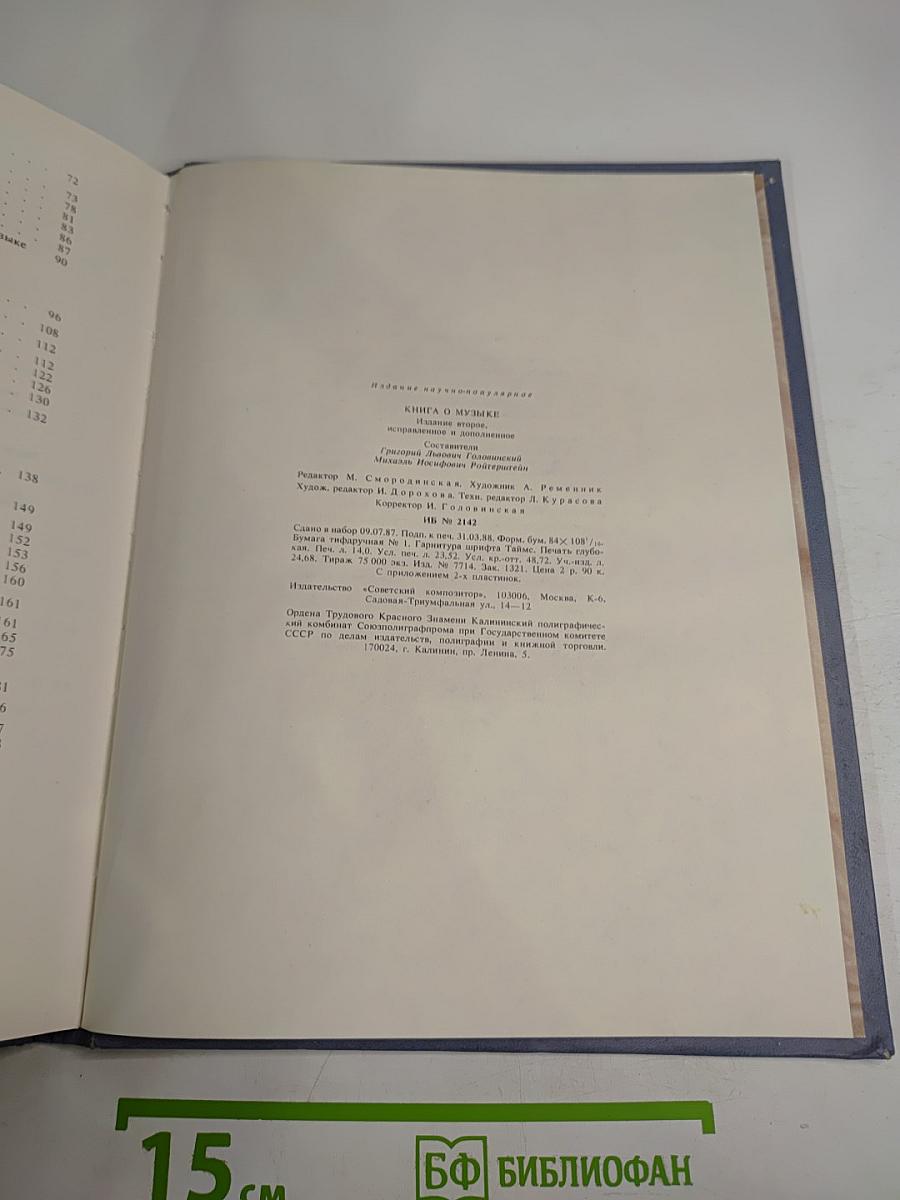 72
73
78
81
83
86
зыке 87
90
96
108
112
112
122
126
130
132
138
149
149
152
153
156
160
161
161
65
75
31
6
7
Издание научно-популярное
КНИГА О МУЗЫКЕ
Издание второе,
исправленное и дополненное
Составители
Григорий Львович Головинский
Михаэль Иосифович Ройтерштейн
Редактор М. Смородинская. Художник А. Ременник
Худож. редактор И. Дорохова. Техн. редактор Л. Курасова
Корректор И. Головинская
ИБ № 2142
Сдано в набор 09.07.87. Подп. к печ. 31.03.88. Форм. бум. 84×108¹/₁₆.
Бумага тифдручная № 1. Гарнитура шрифта Таймс. Печать глубо-
кая. Печ. л. 14,0. Усл. печ. л. 23,52. Усл. кр.-отт. 48,72. Уч.-изд. л.
24,68. Тираж 75 000 экз. Изд. № 7714. Зак. 1321. Цена 2 р. 90 к.
С приложением 2-х пластинок.
Издательство «Советский композитор», 103006, Москва, К-6,
Садовая-Триумфальная ул., 14—12
Ордена Трудового Красного Знамени Калининский полиграфичес-
кий комбинат Союзполиграфпрома при Государственном комитете
СССР по делам издательств, полиграфии и книжной торговли.
170024, г. Калинин, пр. Ленина, 5.
15 см
БФ БИБЛИОФАН